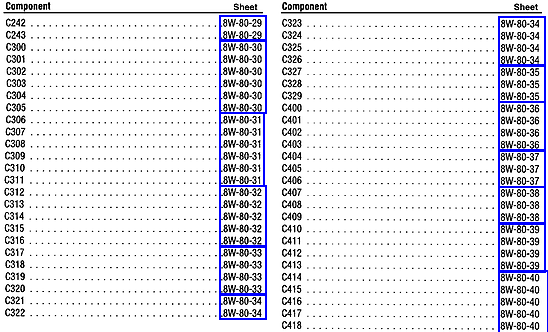 Component Sheet
C242 . . . . . . . . . . . . . . . . . . . . . . . . . . . . . 8W-80-29
C243 . . . . . . . . . . . . . . . . . . . . . . . . . . . . . 8W-80-29
C300 . . . . . . . . . . . . . . . . . . . . . . . . . . . . . 8W-80-30
C301 . . . . . . . . . . . . . . . . . . . . . . . . . . . . . 8W-80-30
C302 . . . . . . . . . . . . . . . . . . . . . . . . . . . . . 8W-80-30
C303 . . . . . . . . . . . . . . . . . . . . . . . . . . . . . 8W-80-30
C304 . . . . . . . . . . . . . . . . . . . . . . . . . . . . . 8W-80-30
C305 . . . . . . . . . . . . . . . . . . . . . . . . . . . . . 8W-80-30
C306 . . . . . . . . . . . . . . . . . . . . . . . . . . . . . 8W-80-31
C307 . . . . . . . . . . . . . . . . . . . . . . . . . . . . . 8W-80-31
C308 . . . . . . . . . . . . . . . . . . . . . . . . . . . . . 8W-80-31
C309 . . . . . . . . . . . . . . . . . . . . . . . . . . . . . 8W-80-31
C310 . . . . . . . . . . . . . . . . . . . . . . . . . . . . . 8W-80-31
C311 . . . . . . . . . . . . . . . . . . . . . . . . . . . . . 8W-80-31
C312 . . . . . . . . . . . . . . . . . . . . . . . . . . . . . 8W-80-32
C313 . . . . . . . . . . . . . . . . . . . . . . . . . . . . . 8W-80-32
C314 . . . . . . . . . . . . . . . . . . . . . . . . . . . . . 8W-80-32
C315 . . . . . . . . . . . . . . . . . . . . . . . . . . . . . 8W-80-32
C316 . . . . . . . . . . . . . . . . . . . . . . . . . . . . . 8W-80-32
C317 . . . . . . . . . . . . . . . . . . . . . . . . . . . . . 8W-80-33
C318 . . . . . . . . . . . . . . . . . . . . . . . . . . . . . 8W-80-33
C319 . . . . . . . . . . . . . . . . . . . . . . . . . . . . . 8W-80-33
C320 . . . . . . . . . . . . . . . . . . . . . . . . . . . . . 8W-80-33
C321 . . . . . . . . . . . . . . . . . . . . . . . . . . . . . 8W-80-34
C322 . . . . . . . . . . . . . . . . . . . . . . . . . . . . . 8W-80-34
Component Sheet
C323 . . . . . . . . . . . . . . . . . . . . . . . . . . . . . 8W-80-34
C324 . . . . . . . . . . . . . . . . . . . . . . . . . . . . . 8W-80-34
C325 . . . . . . . . . . . . . . . . . . . . . . . . . . . . . 8W-80-34
C326 . . . . . . . . . . . . . . . . . . . . . . . . . . . . . 8W-80-34
C327 . . . . . . . . . . . . . . . . . . . . . . . . . . . . . 8W-80-35
C328 . . . . . . . . . . . . . . . . . . . . . . . . . . . . . 8W-80-35
C329 . . . . . . . . . . . . . . . . . . . . . . . . . . . . . 8W-80-35
C400 . . . . . . . . . . . . . . . . . . . . . . . . . . . . . 8W-80-36
C401 . . . . . . . . . . . . . . . . . . . . . . . . . . . . . 8W-80-36
C402 . . . . . . . . . . . . . . . . . . . . . . . . . . . . . 8W-80-36
C403 . . . . . . . . . . . . . . . . . . . . . . . . . . . . . 8W-80-36
C404 . . . . . . . . . . . . . . . . . . . . . . . . . . . . . 8W-80-37
C405 . . . . . . . . . . . . . . . . . . . . . . . . . . . . . 8W-80-37
C406 . . . . . . . . . . . . . . . . . . . . . . . . . . . . . 8W-80-37
C407 . . . . . . . . . . . . . . . . . . . . . . . . . . . . . 8W-80-38
C408 . . . . . . . . . . . . . . . . . . . . . . . . . . . . . 8W-80-38
C409 . . . . . . . . . . . . . . . . . . . . . . . . . . . . . 8W-80-38
C410 . . . . . . . . . . . . . . . . . . . . . . . . . . . . . 8W-80-39
C411 . . . . . . . . . . . . . . . . . . . . . . . . . . . . . 8W-80-39
C412 . . . . . . . . . . . . . . . . . . . . . . . . . . . . . 8W-80-39
C413 . . . . . . . . . . . . . . . . . . . . . . . . . . . . . 8W-80-39
C414 . . . . . . . . . . . . . . . . . . . . . . . . . . . . . 8W-80-40
C415 . . . . . . . . . . . . . . . . . . . . . . . . . . . . . 8W-80-40
C416 . . . . . . . . . . . . . . . . . . . . . . . . . . . . . 8W-80-40
C417 . . . . . . . . . . . . . . . . . . . . . . . . . . . . . 8W-80-40
C418 . . . . . . . . . . . . . . . . . . . . . . . . . . . . . 8W-80-40